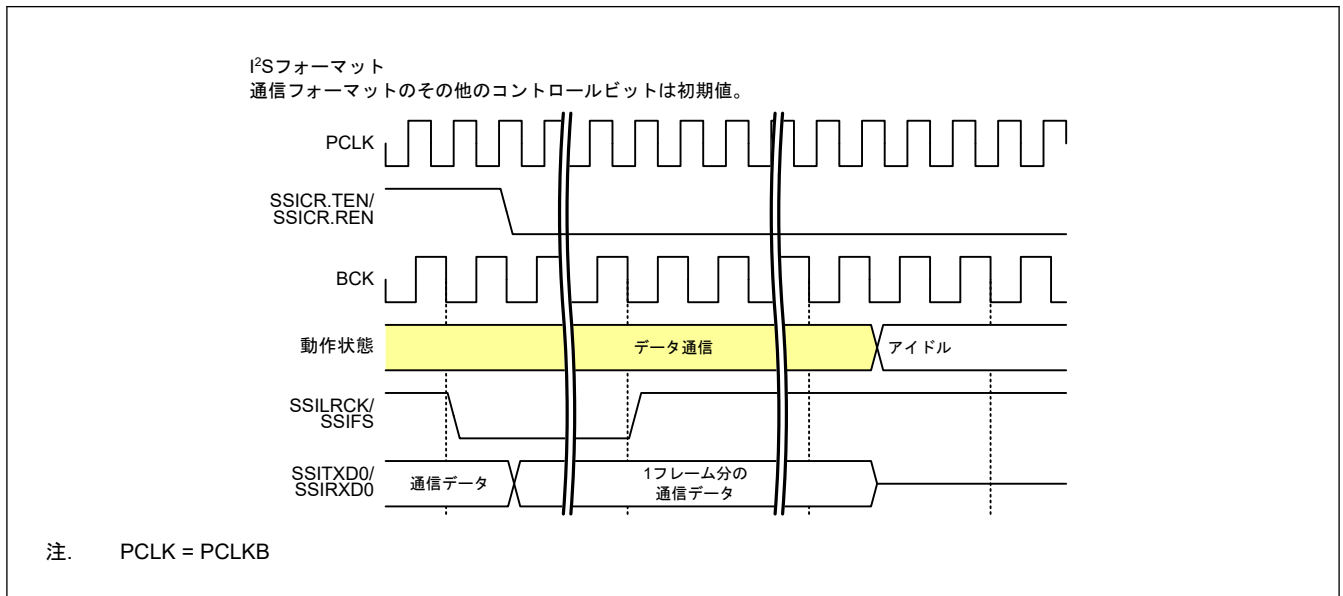 I²Sフォーマット
通信フォーマットのその他のコントロールビットは初期値。
PCLK
SSICR.TEN/
SSICR.REN
BCK
動作状態
データ通信
アイドル
SSILRCK/
SSIFS
SSITXD0/
SSIRXD0
通信データ
1フレーム分の
通信データ
注. PCLK = PCLKB